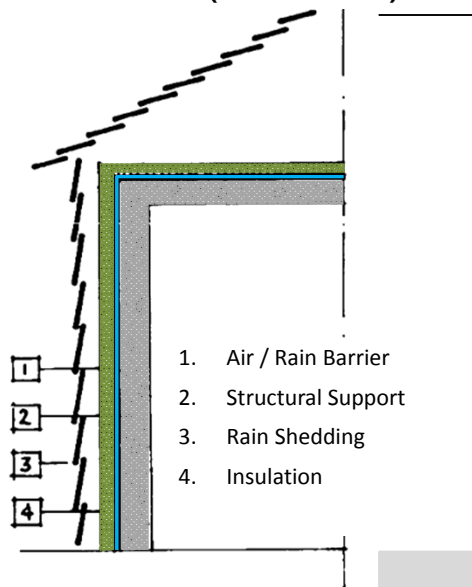 1
2
3
4
1. Air / Rain Barrier
2. Structural Support
3. Rain Shedding
4. Insulation